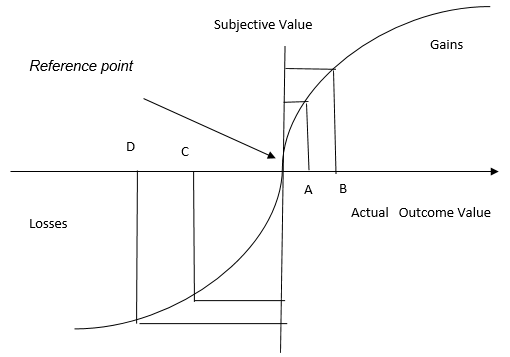 Subjective Value
Gains
Reference point
D
C
A
B
Actual Outcome Value
Losses